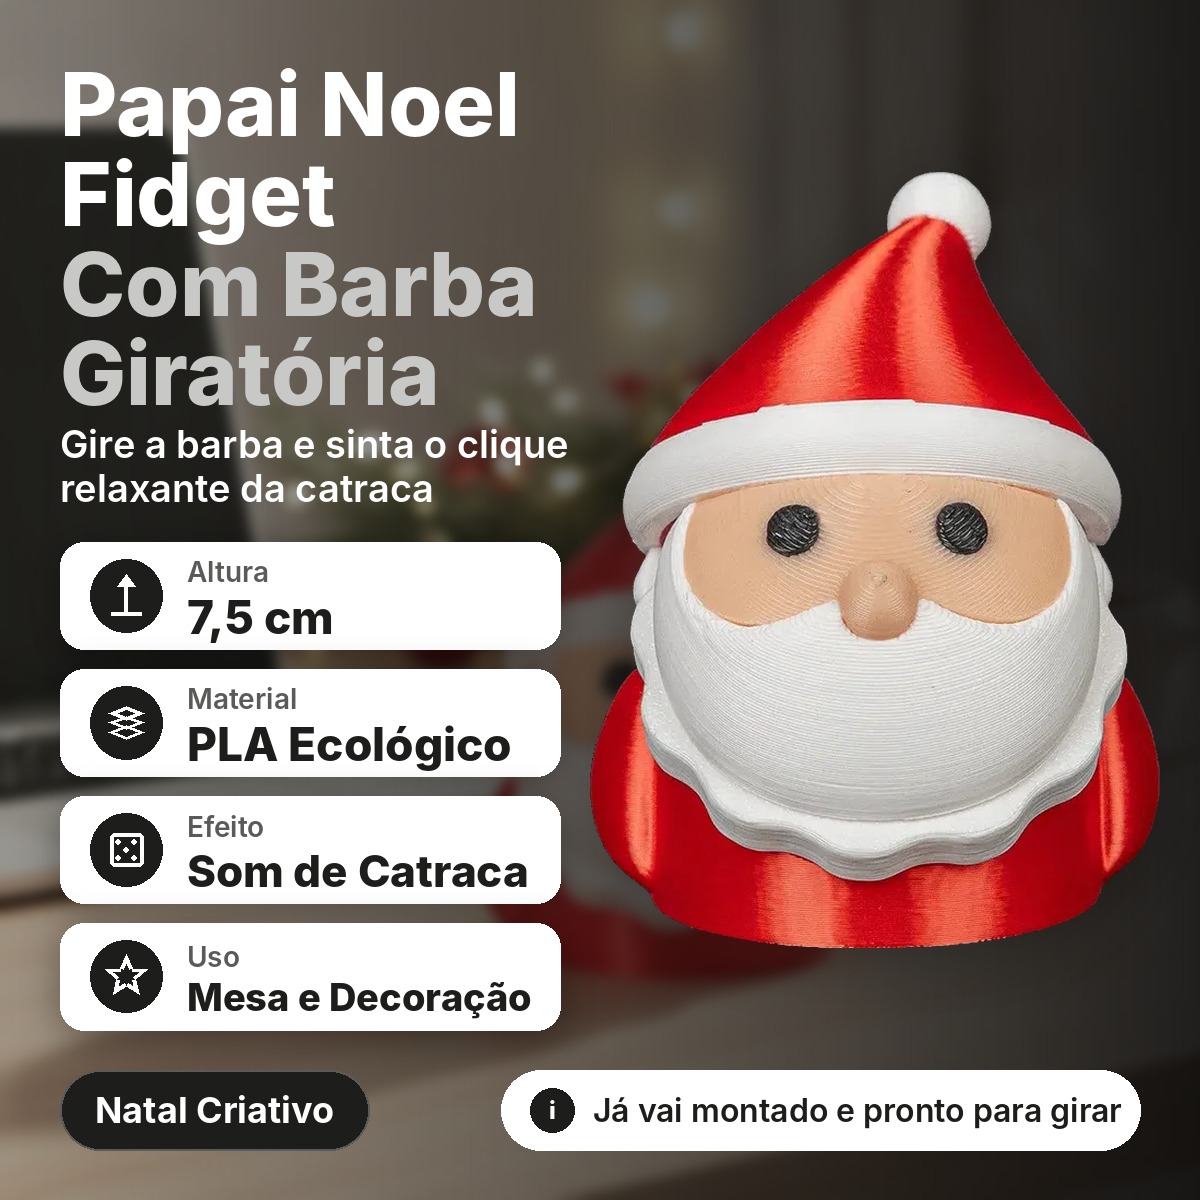 Papai Noel
Fidget
Com Barba
Giratória
Gire a barba e sinta o clique
relaxante da catraca
Altura
7,5 cm
Material
PLA Ecológico
Efeito
Som de Catraca
Uso
Mesa e Decoração
Natal Criativo
i Já vai montado e pronto para girar